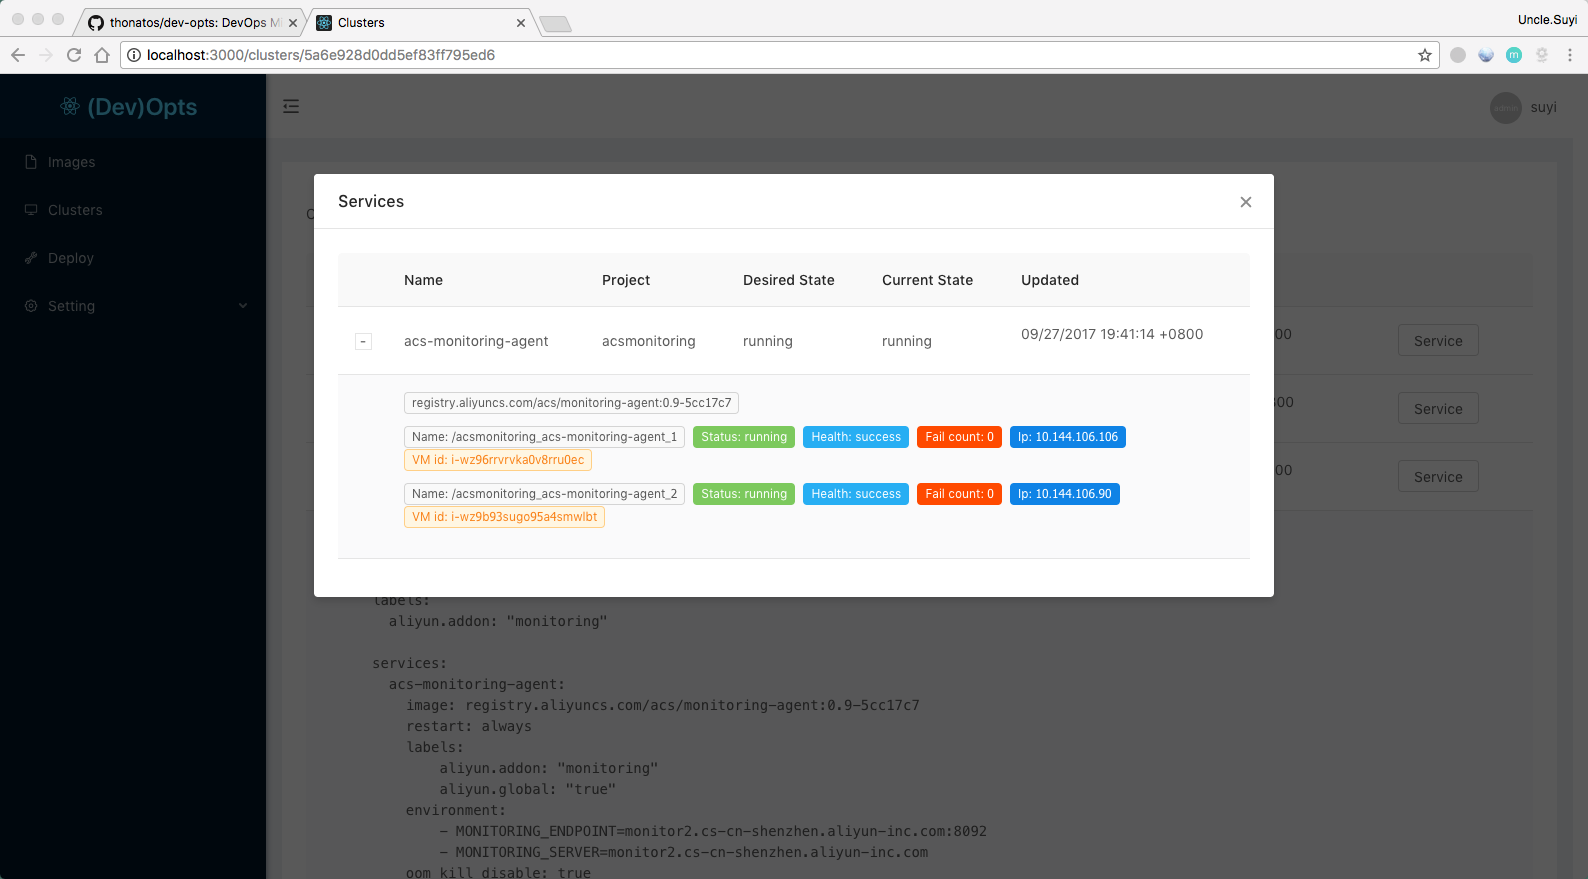 thonatos/dev-opts: DevOps Mi
Clusters
Uncle.Suyi
localhost:3000/clusters/5a6e928d0dd5ef83ff795ed6
m
(Dev)Opts
admin
suyi
Images
Clusters
Deploy
Setting
Services
Name Project Desired State Current State Updated
- acs-monitoring-agent acsmonitoring running running 09/27/2017 19:41:14 +0800
registry.aliyuncs.com/acs/monitoring-agent:0.9-5cc17c7
Name: /acsmonitoring_acs-monitoring-agent_1 Status: running Health: success Fail count: 0 Ip: 10.144.106.106
VM id: i-wz96rrvrvka0v8rru0ec
Name: /acsmonitoring_acs-monitoring-agent_2 Status: running Health: success Fail count: 0 Ip: 10.144.106.90
VM id: i-wz9b93sugo95a4smwlbt
00 Service
00 Service
00 Service
labels:
aliyun.addon: "monitoring"
services:
acs-monitoring-agent:
image: registry.aliyuncs.com/acs/monitoring-agent:0.9-5cc17c7
restart: always
labels:
aliyun.addon: "monitoring"
aliyun.global: "true"
environment:
- MONITORING_ENDPOINT=monitor2.cs-cn-shenzhen.aliyun-inc.com:8092
- MONITORING_SERVER=monitor2.cs-cn-shenzhen.aliyun-inc.com
oom_kill_disable: true